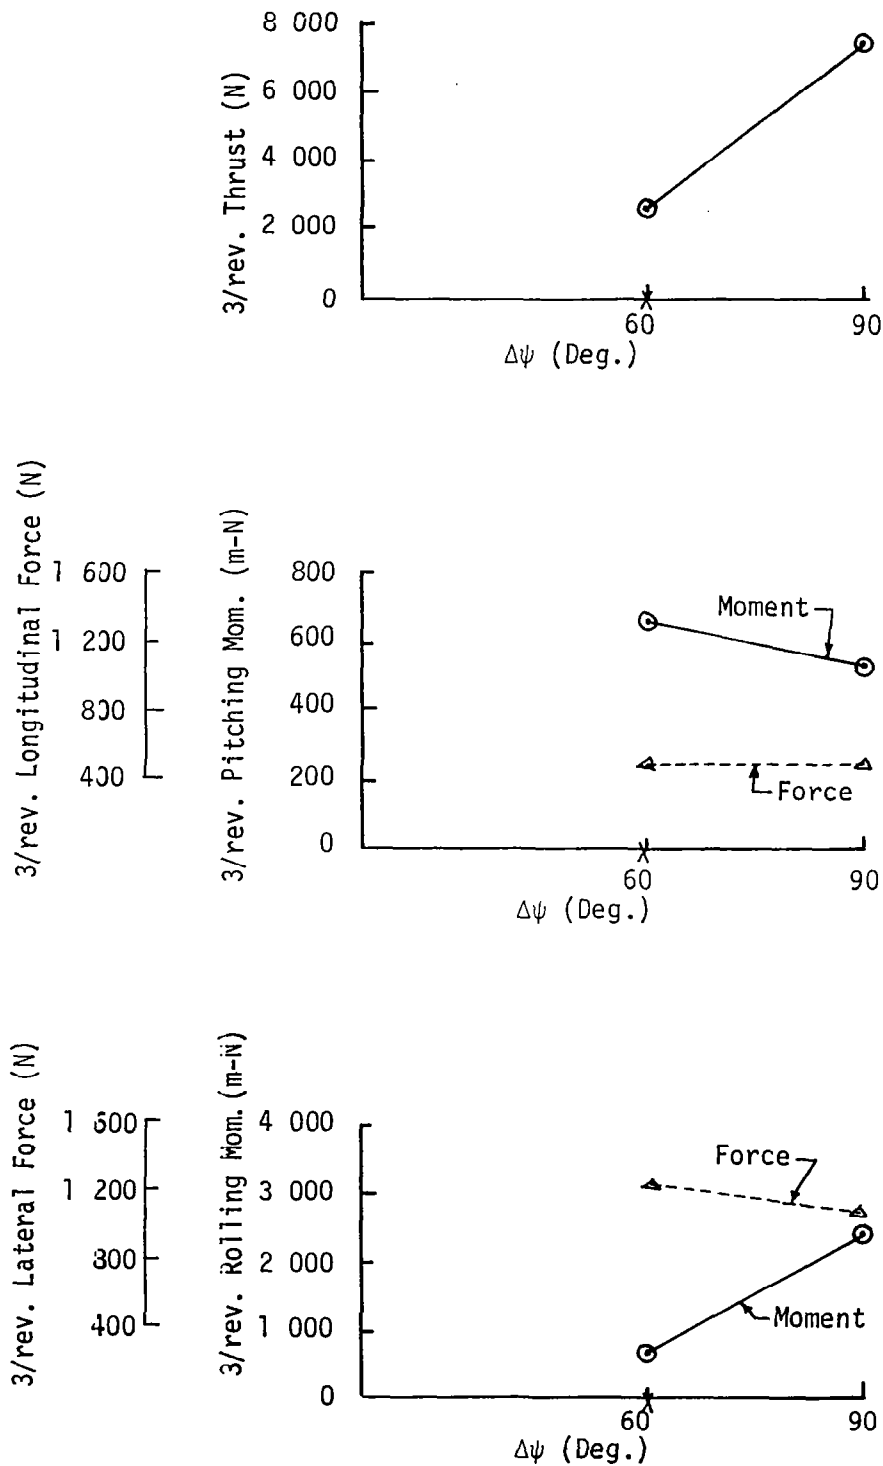 3/rev. Thrust (N)
8 000
6 000
4 000
2 000
0
60
90
Δψ (Deg.)
3/rev. Longitudinal Force (N)
1 600
1 200
800
400
3/rev. Pitching Mom. (m-N)
800
600
400
200
0
Moment
Force
60
90
Δψ (Deg.)
3/rev. Lateral Force (N)
1 600
1 200
800
400
3/rev. Rolling Mom. (m-N)
4 000
3 000
2 000
1 000
0
Force
Moment
60
90
Δψ (Deg.)